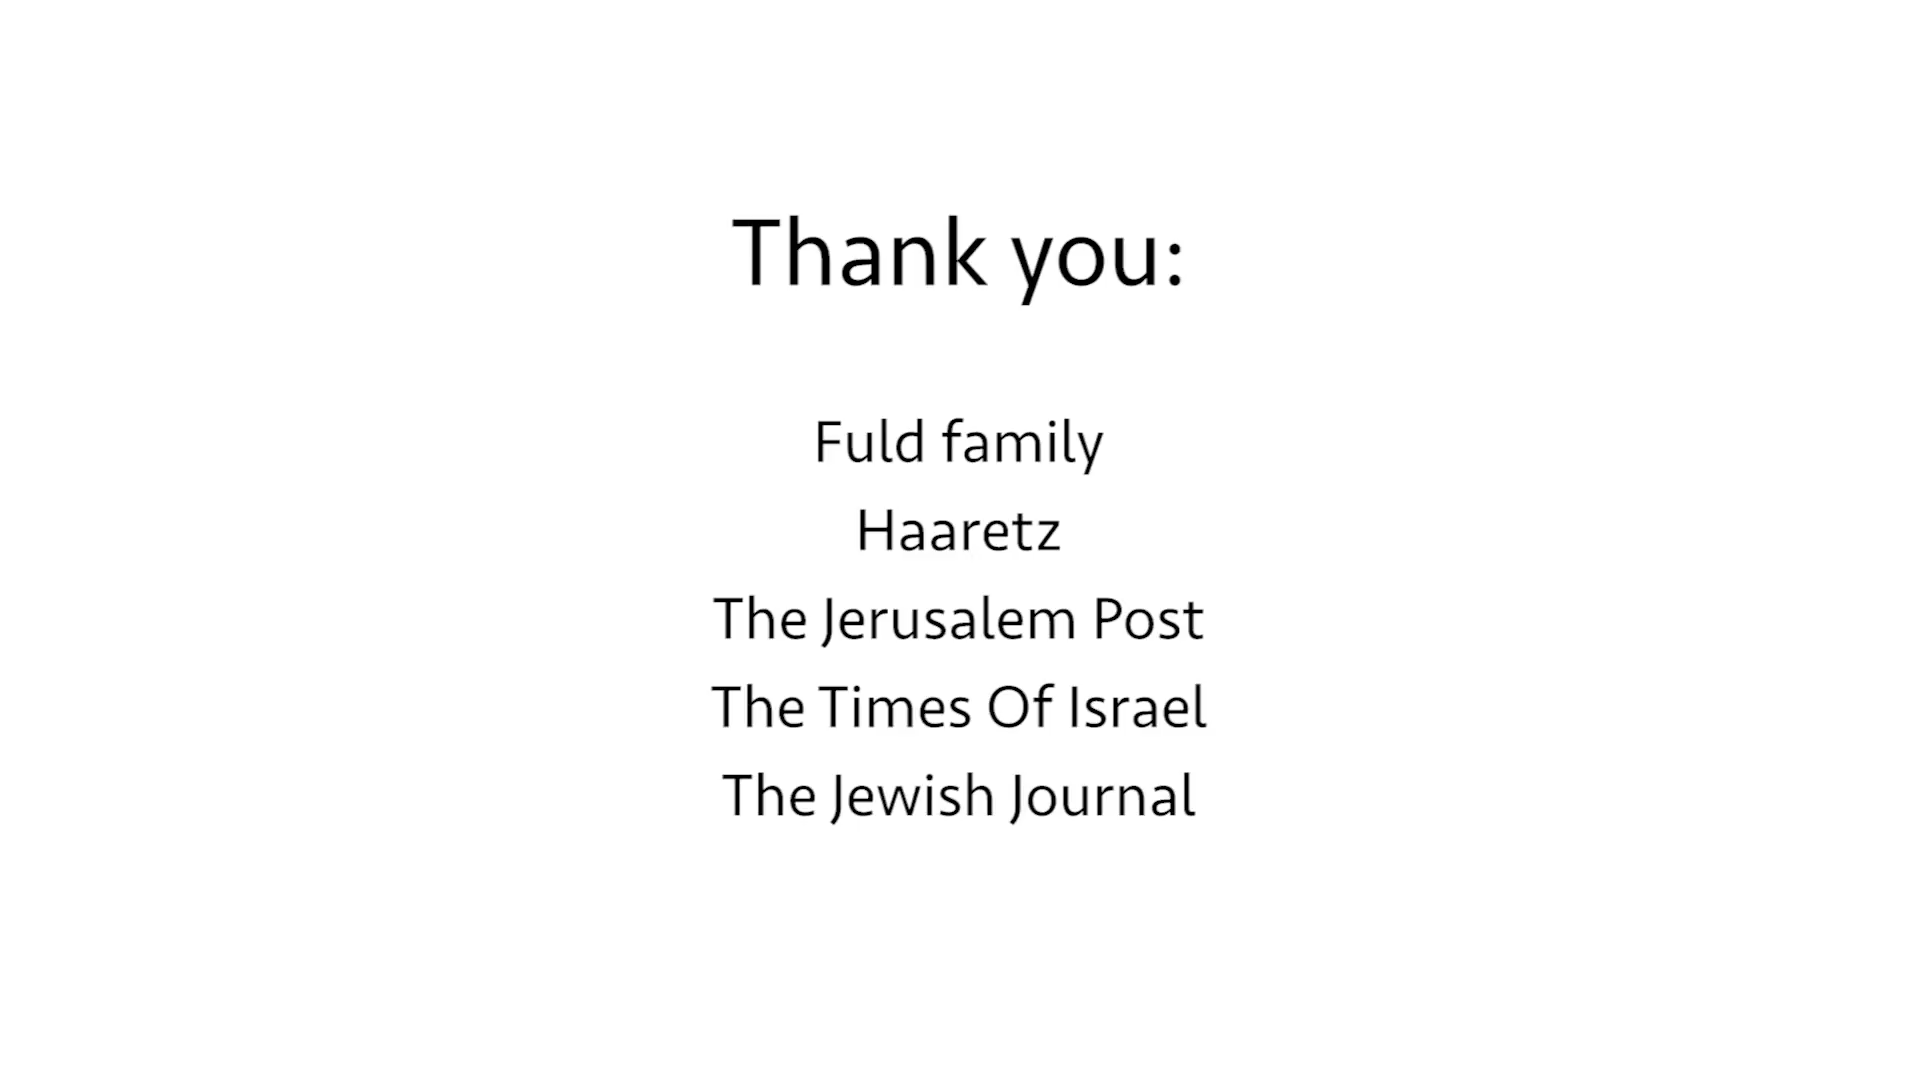 Thank you:
Fuld family
Haaretz
The Jerusalem Post
The Times Of Israel
The Jewish Journal